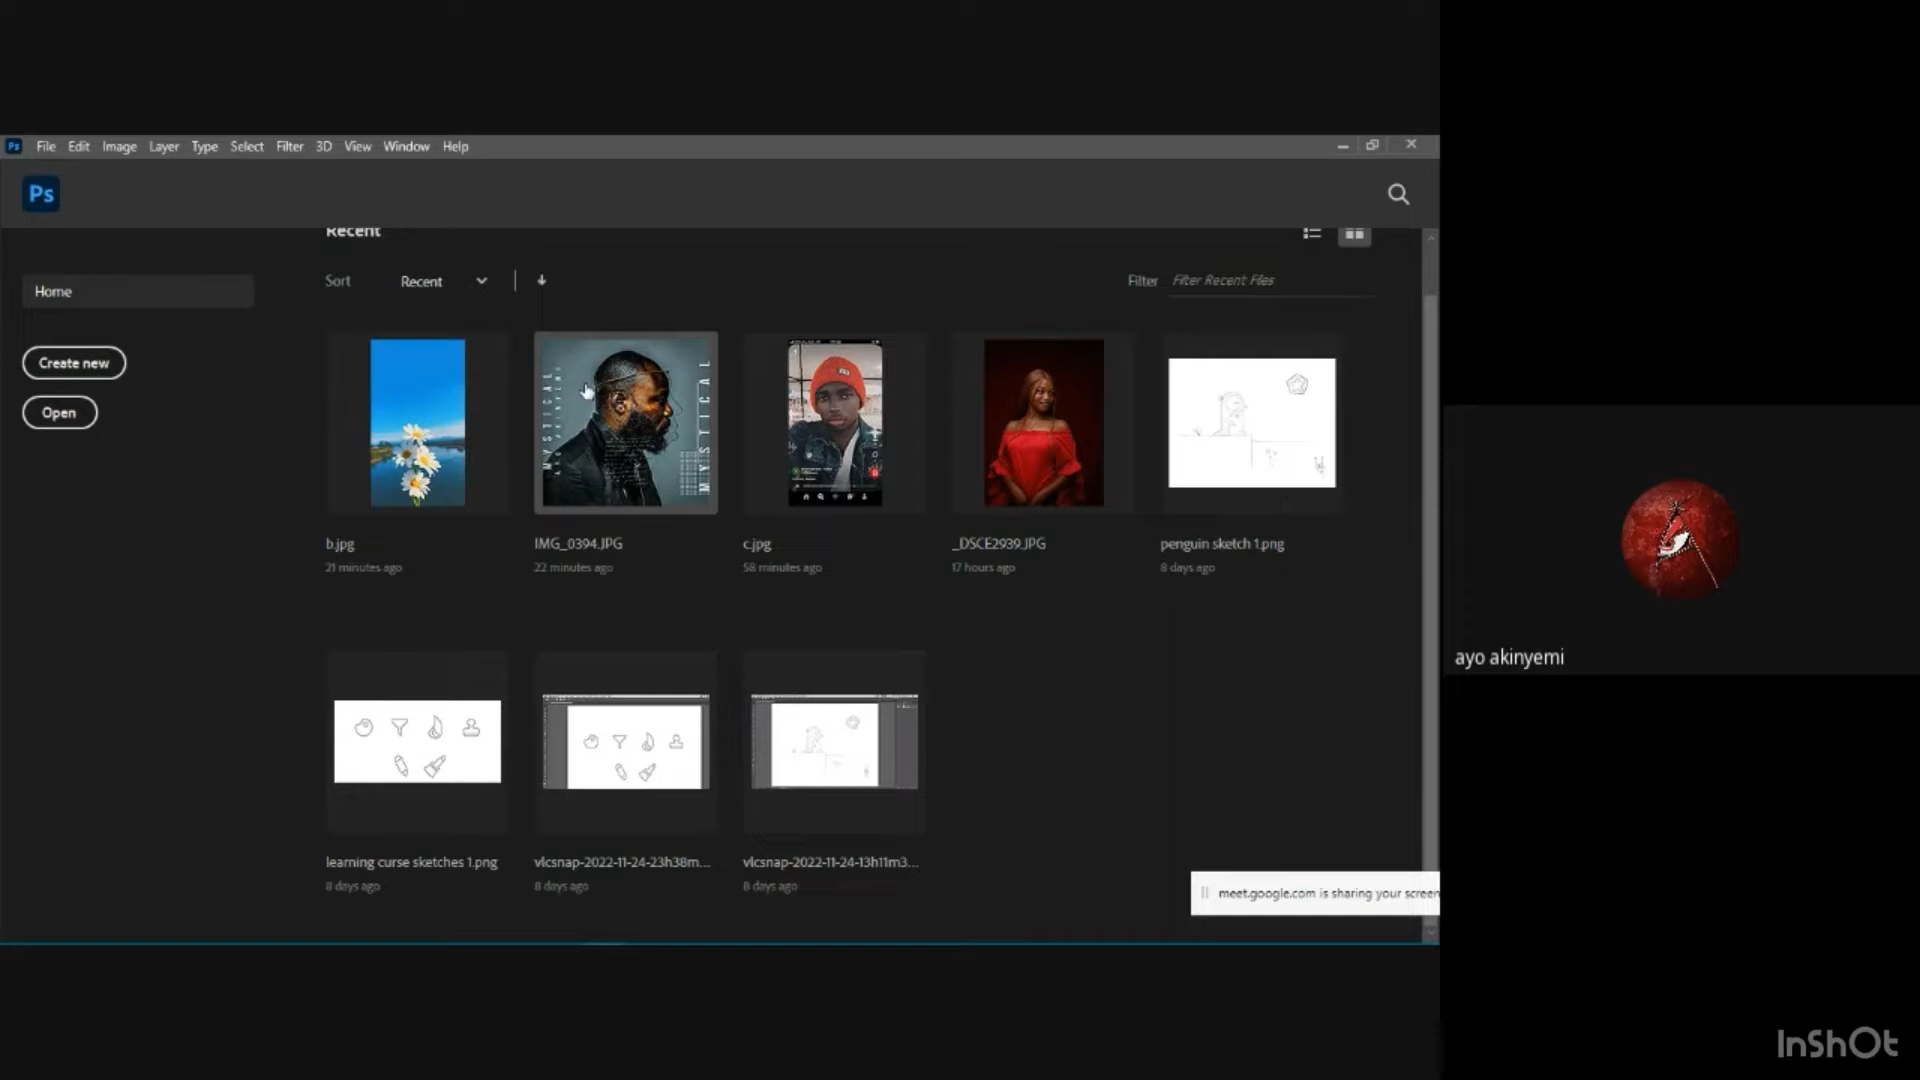 Ps File Edit Image Layer Type Select Filter 3D View Window Help
Ps
Recent
Sort Recent Filter Filter Recent Files
Home
Create new
Open
MYSTICAL
MYSTICAL
b.jpg IMG_0394.JPG c.jpg _DSCE2939.JPG penguin sketch 1.png
21 minutes ago 22 minutes ago 58 minutes ago 17 hours ago 8 days ago
learning curse sketches 1.png vlcsnap-2022-11-24-23h38m... vlcsnap-2022-11-24-13h11m3...
8 days ago 8 days ago 8 days ago
meet.google.com is sharing your screen
ayo akinyemi
InShOt